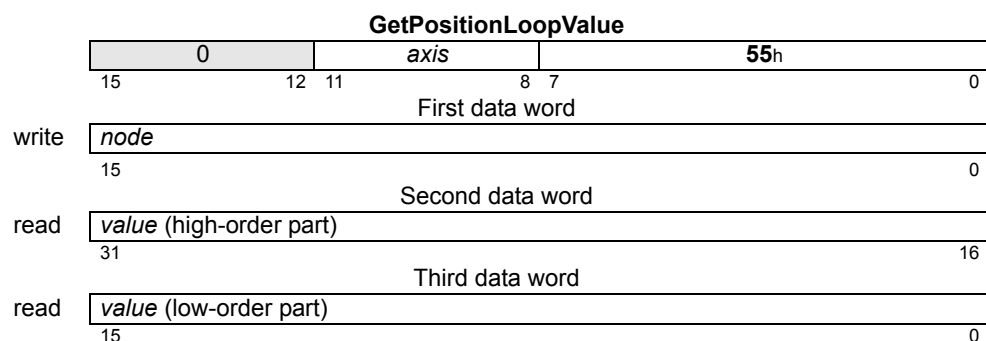 GetPositionLoopValue
0 axis 55h
15 12 11 8 7 0
First data word
write node
15 0
Second data word
read value (high-order part)
31 16
Third data word
read value (low-order part)
15 0